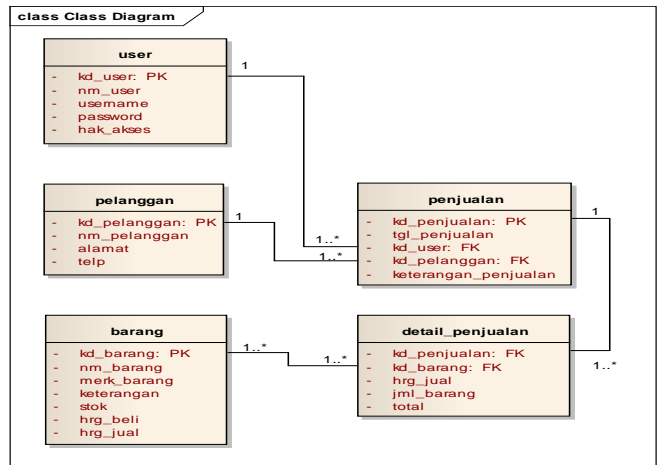 class Class Diagram
user
- kd_user: PK
- nm_user
- username
- password
- hak_akses
1
pelanggan
- kd_pelanggan: PK
- nm_pelanggan
- alamat
- telp
1
penjualan
- kd_penjualan: PK
- tgl_penjualan
- kd_user: FK
- kd_pelanggan: FK
- keterangan_penjualan
1
1..*
1..*
barang
- kd_barang: PK
- nm_barang
- merk_barang
- keterangan
- stok
- hrg_beli
- hrg_jual
1..*
1..*
detail_penjualan
- kd_penjualan: FK
- kd_barang: FK
- hrg_jual
- jml_barang
- total
1..*